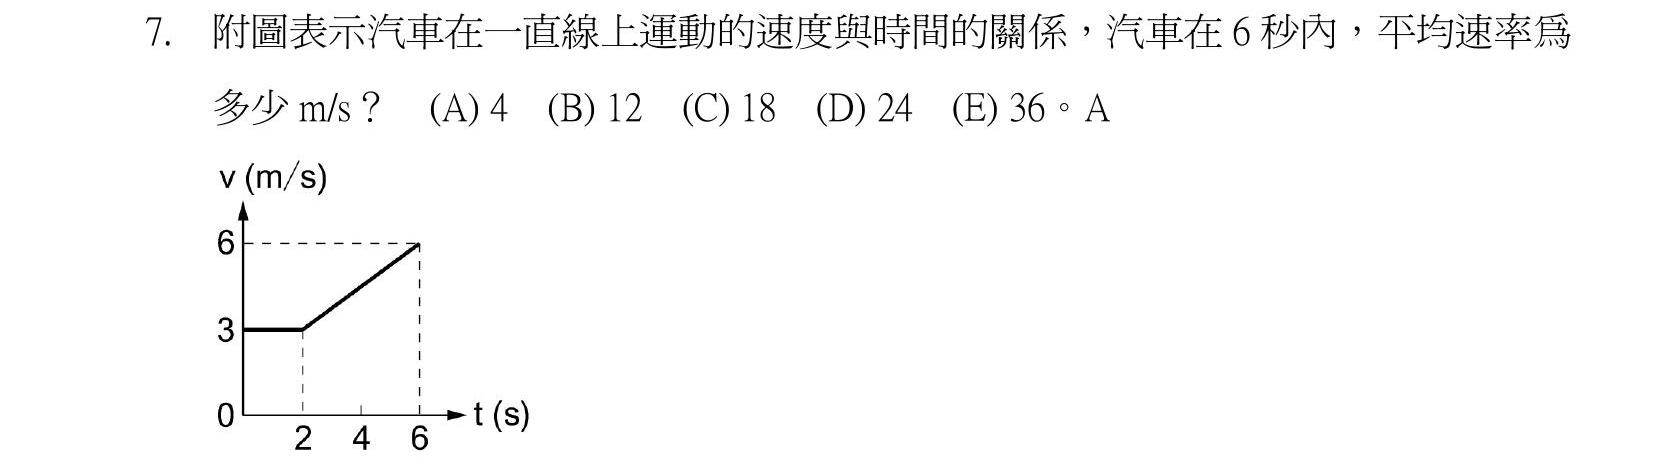 7. 附圖表示汽車在一直線上運動的速度與時間的關係，汽車在 6 秒內，平均速率為
多少 m/s？ (A) 4 (B) 12 (C) 18 (D) 24 (E) 36。A
v (m/s)
6
3
0
2 4 6
t (s)